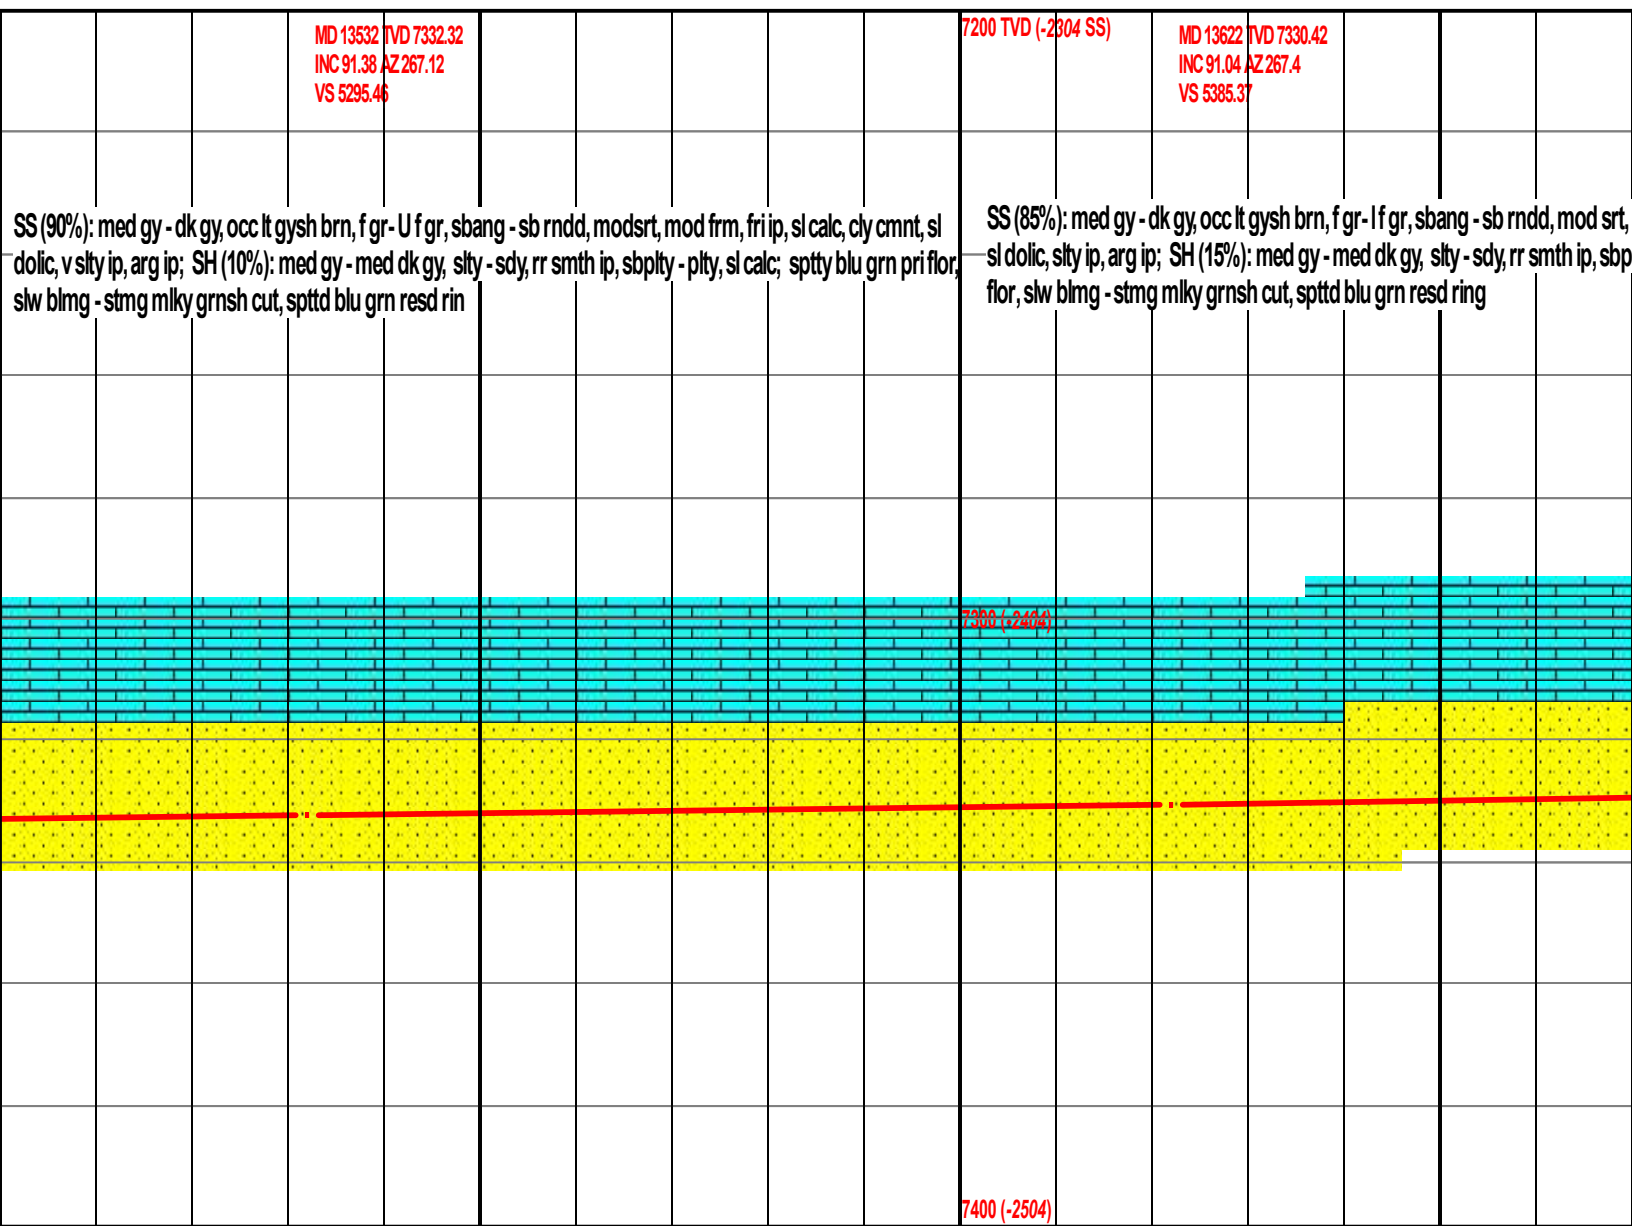 MD 13532 TVD 7332.32
INC 91.38 AZ 267.12
VS 5295.46
7200 TVD (-2304 SS)
MD 13622 TVD 7330.42
INC 91.04 AZ 267.4
VS 5385.37
SS (90%): med gy - dk gy, occ lt gysh brn, f gr- U f gr, sbang - sb rndd, modsrt, mod frm, fri ip, sl calc, cly cmnt, sl
dolic, v slty ip, arg ip; SH (10%): med gy - med dk gy, slty - sdy, rr smth ip, sbplty - plty, sl calc; sptty blu grn pri flor,
slw blmg - stmg mlky grnsh cut, spttd blu grn resd rin
SS (85%): med gy - dk gy, occ lt gysh brn, f gr- l f gr, sbang - sb rndd, mod srt,
sl dolic, slty ip, arg ip; SH (15%): med gy - med dk gy, slty - sdy, rr smth ip, sbp
flor, slw blmg - stmg mlky grnsh cut, spttd blu grn resd ring
7300 (-2404)
7400 (-2504)